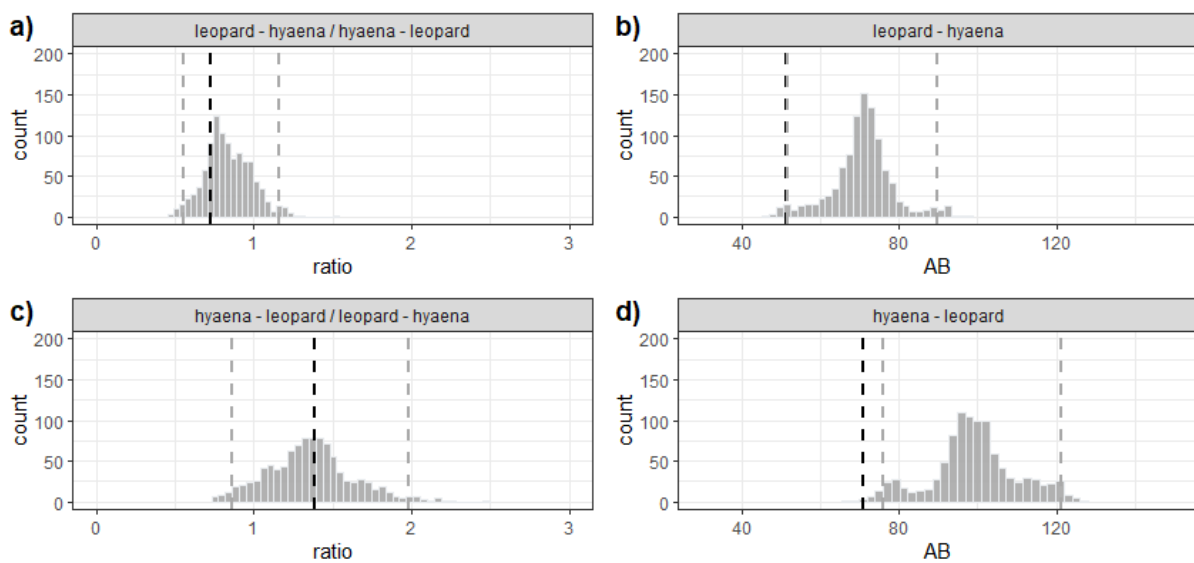 a)
leopard - hyaena / hyaena - leopard
200
150
100
50
0
count
0 1 2 3
ratio
b)
leopard - hyaena
200
150
100
50
0
count
40 80 120
AB
c)
hyaena - leopard / leopard - hyaena
200
150
100
50
0
count
0 1 2 3
ratio
d)
hyaena - leopard
200
150
100
50
0
count
40 80 120
AB